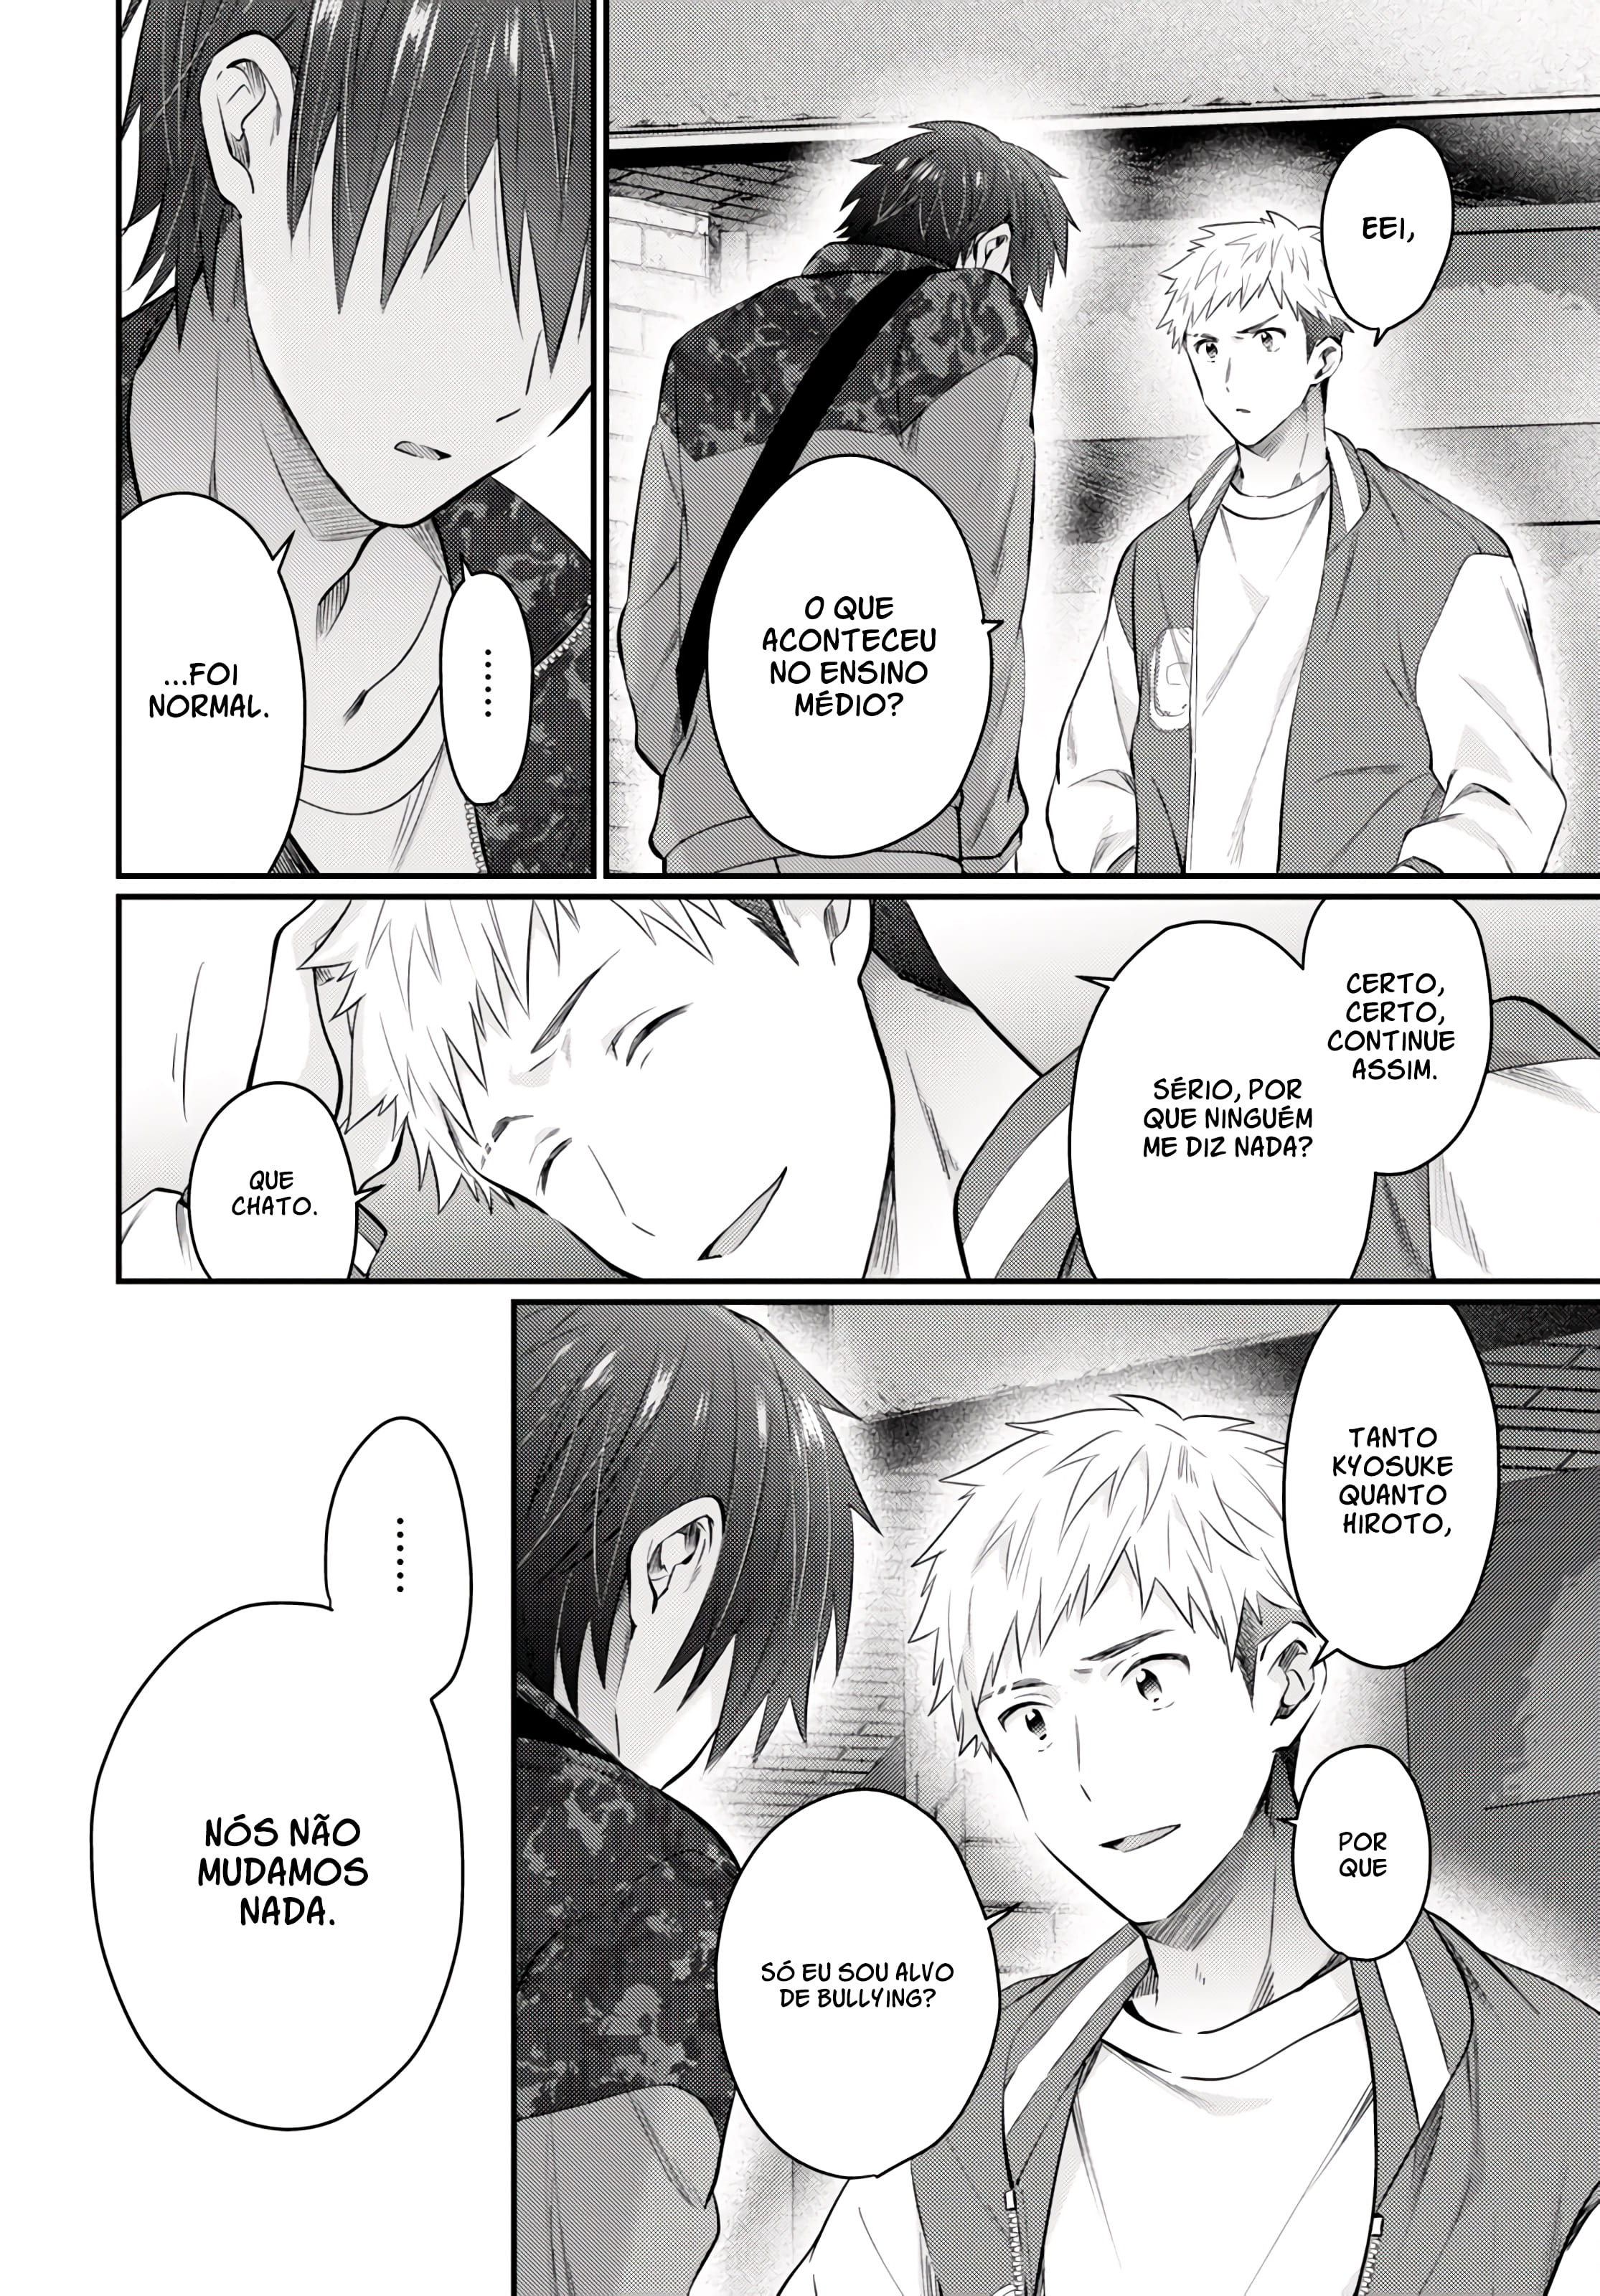 EEI,
O QUE
ACONTECEU
NO ENSINO
MÉDIO?
......
...FOI
NORMAL.
CERTO,
CERTO,
CONTINUE
ASSIM.
SÉRIO, POR
QUE NINGUÉM
ME DIZ NADA?
QUE
CHATO.
TANTO
KYOSUKE
QUANTO
HIROTO,
POR
QUE
SÓ EU SOU ALVO
DE BULLYING?
......
NÓS NÃO
MUDAMOS
NADA.